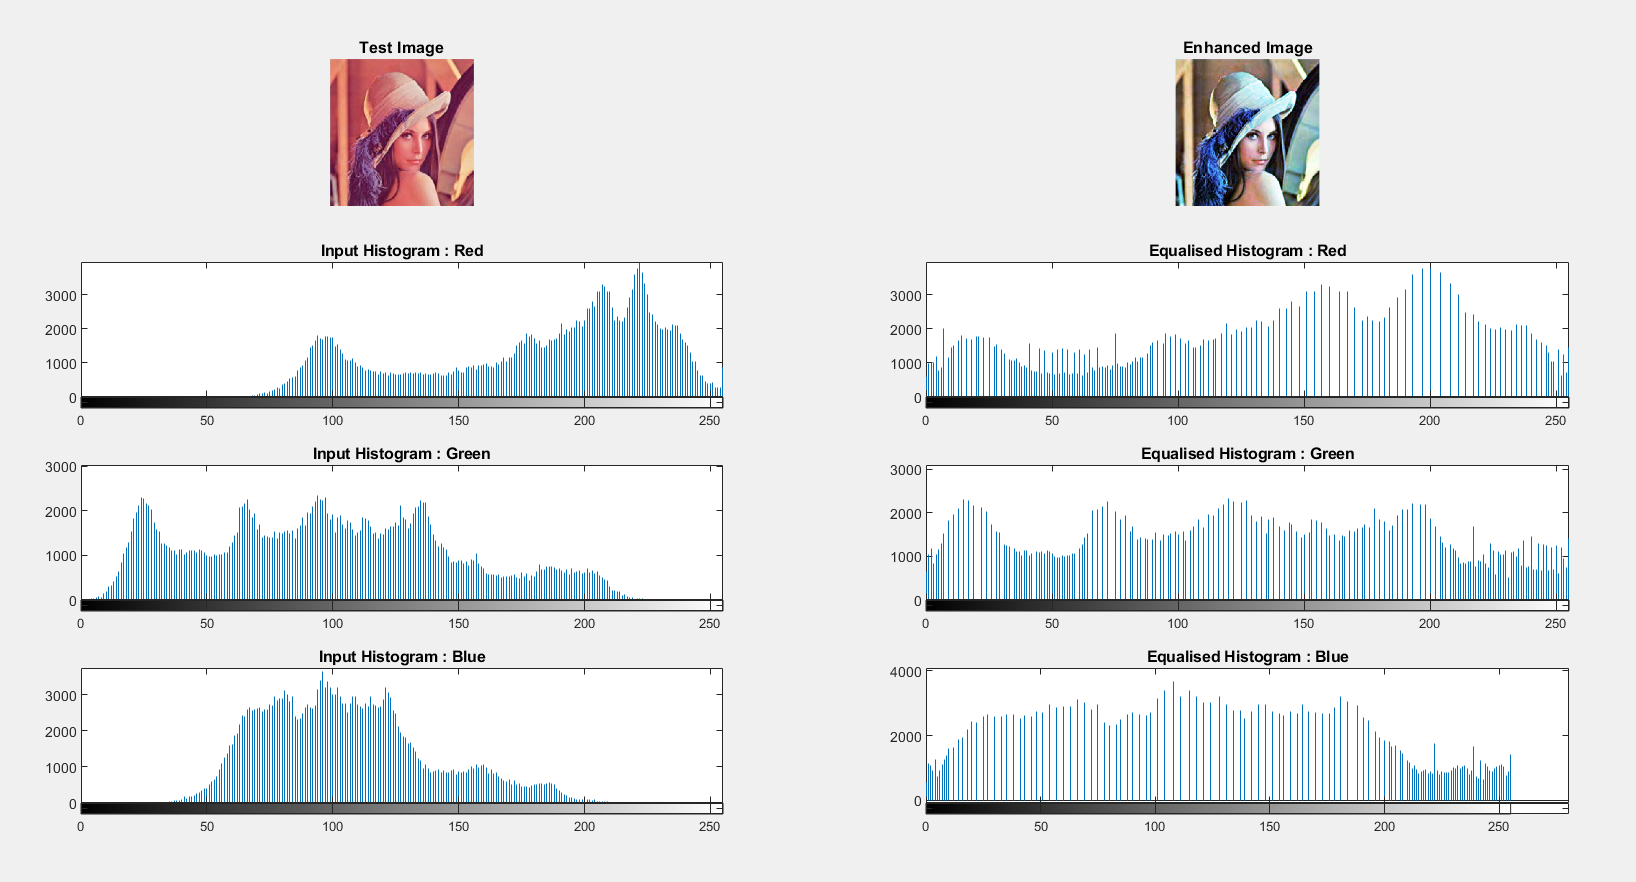 Test Image
Enhanced Image
Input Histogram : Red
3000
2000
1000
0
0 50 100 150 200 250
Equalised Histogram : Red
3000
2000
1000
0
0 50 100 150 200 250
Input Histogram : Green
3000
2000
1000
0
0 50 100 150 200 250
Equalised Histogram : Green
3000
2000
1000
0
0 50 100 150 200 250
Input Histogram : Blue
3000
2000
1000
0
0 50 100 150 200 250
Equalised Histogram : Blue
4000
2000
0
0 50 100 150 200 250